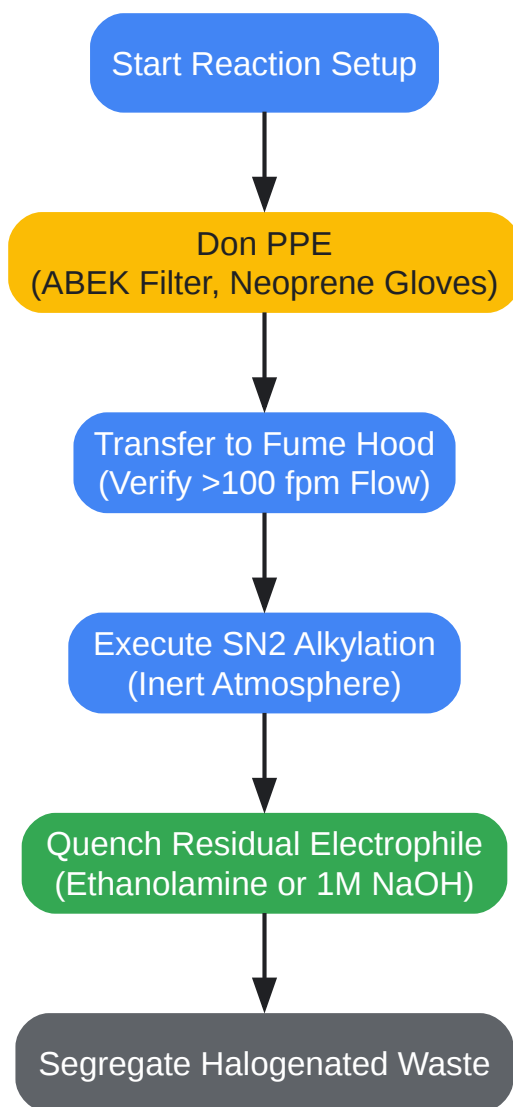 Start Reaction Setup
Don PPE
(ABEK Filter, Neoprene Gloves)
Transfer to Fume Hood
(Verify >100 fpm Flow)
Execute SN2 Alkylation
(Inert Atmosphere)
Quench Residual Electrophile
(Ethanolamine or 1M NaOH)
Segregate Halogenated Waste